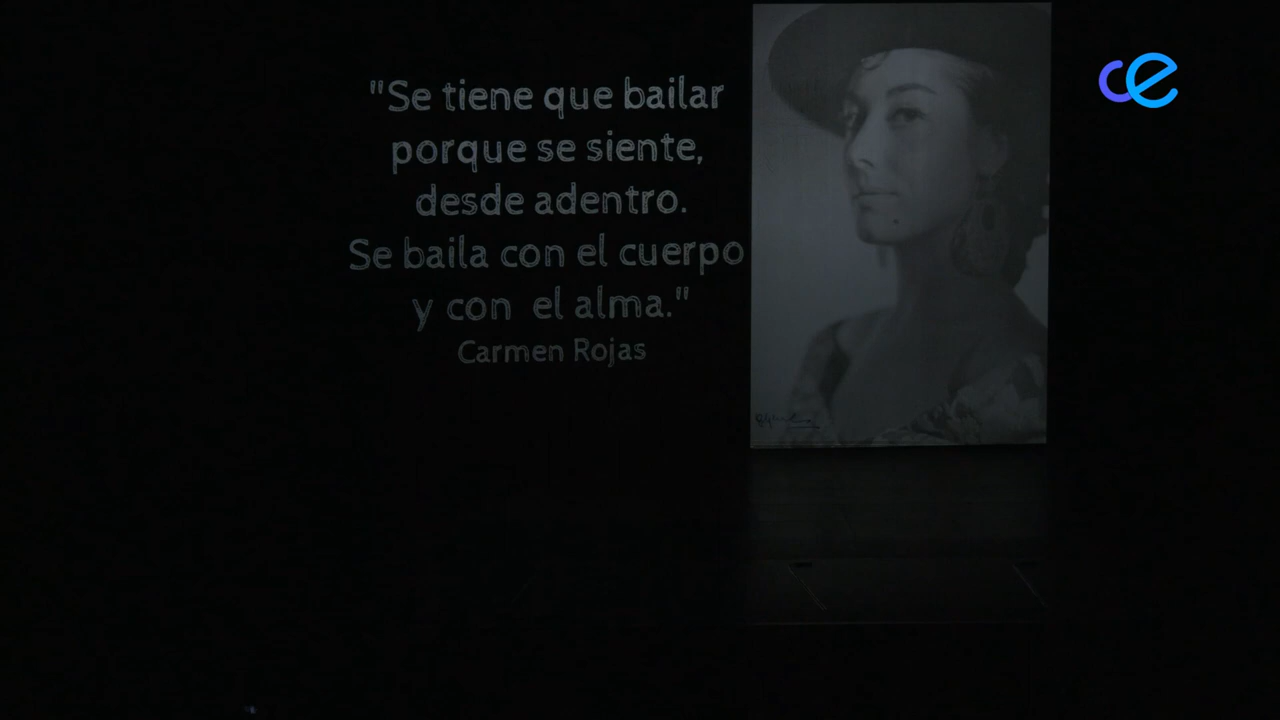 "Se tiene que bailar
porque se siente,
desde adentro.
Se baila con el cuerpo
y con el alma."
Carmen Rojas
ce